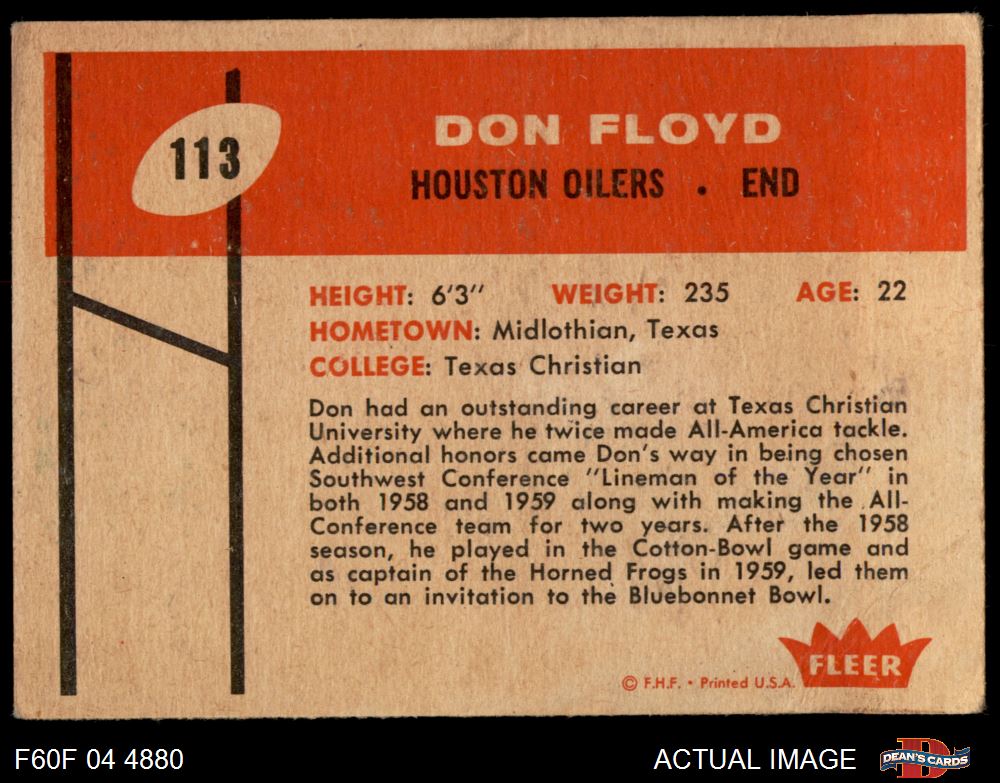 113
DON FLOYD
HOUSTON OILERS . END
HEIGHT: 6'3" WEIGHT: 235 AGE: 22
HOMETOWN: Midlothian, Texas
COLLEGE: Texas Christian
Don had an outstanding career at Texas Christian
University where he twice made All-America tackle.
Additional honors came Don's way in being chosen
Southwest Conference "Lineman of the Year" in
both 1958 and 1959 along with making the All-
Conference team for two years. After the 1958
season, he played in the Cotton-Bowl game and
as captain of the Horned Frogs in 1959, led them
on to an invitation to the Bluebonnet Bowl.
FLEER
© F.H.F. • Printed U.S.A.
F60F 04 4880
ACTUAL IMAGE
D
DEAN'S CARDS